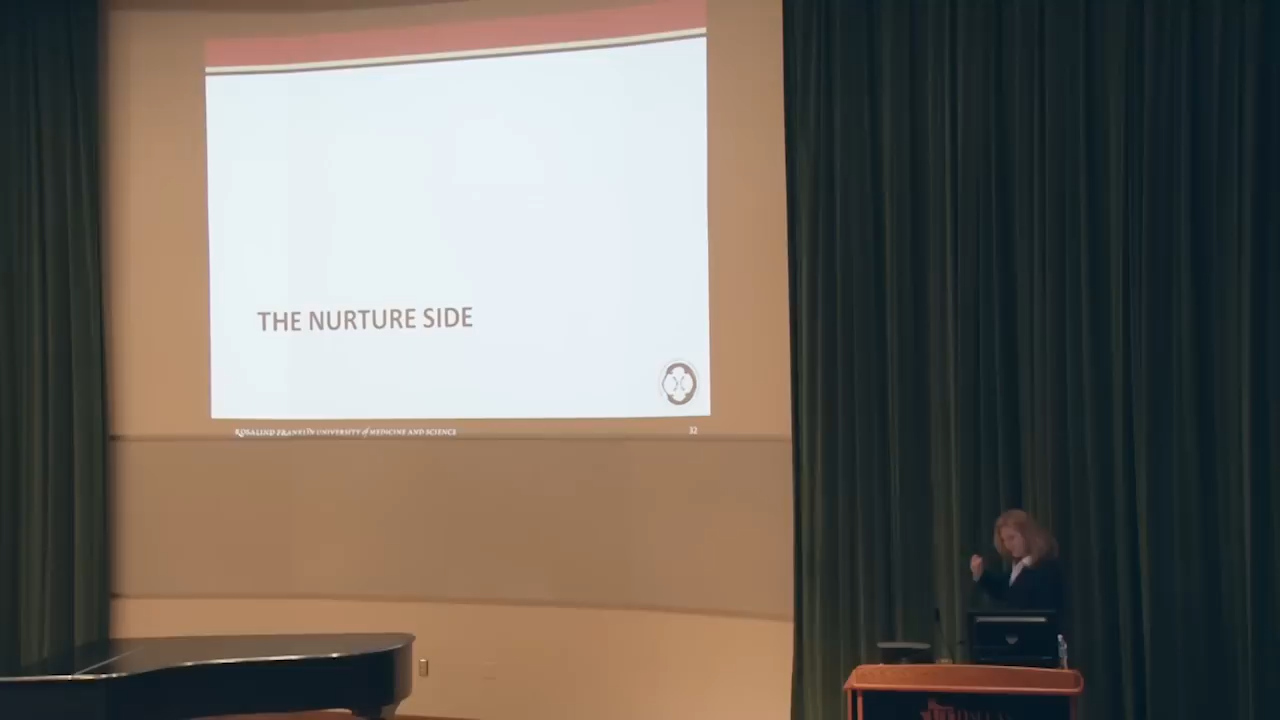 THE NURTURE SIDE
ROSALIND FRANKLIN UNIVERSITY of MEDICINE AND SCIENCE
32